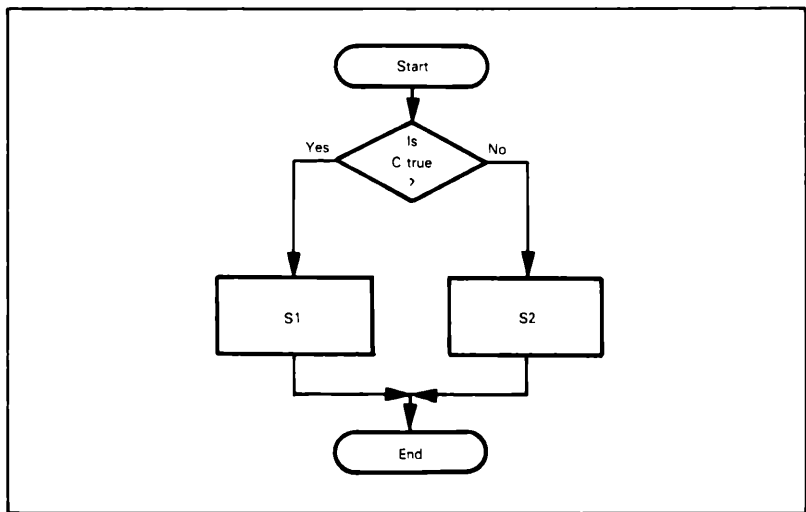 Start
Is
Yes
C true
No
?
S1
S2
End